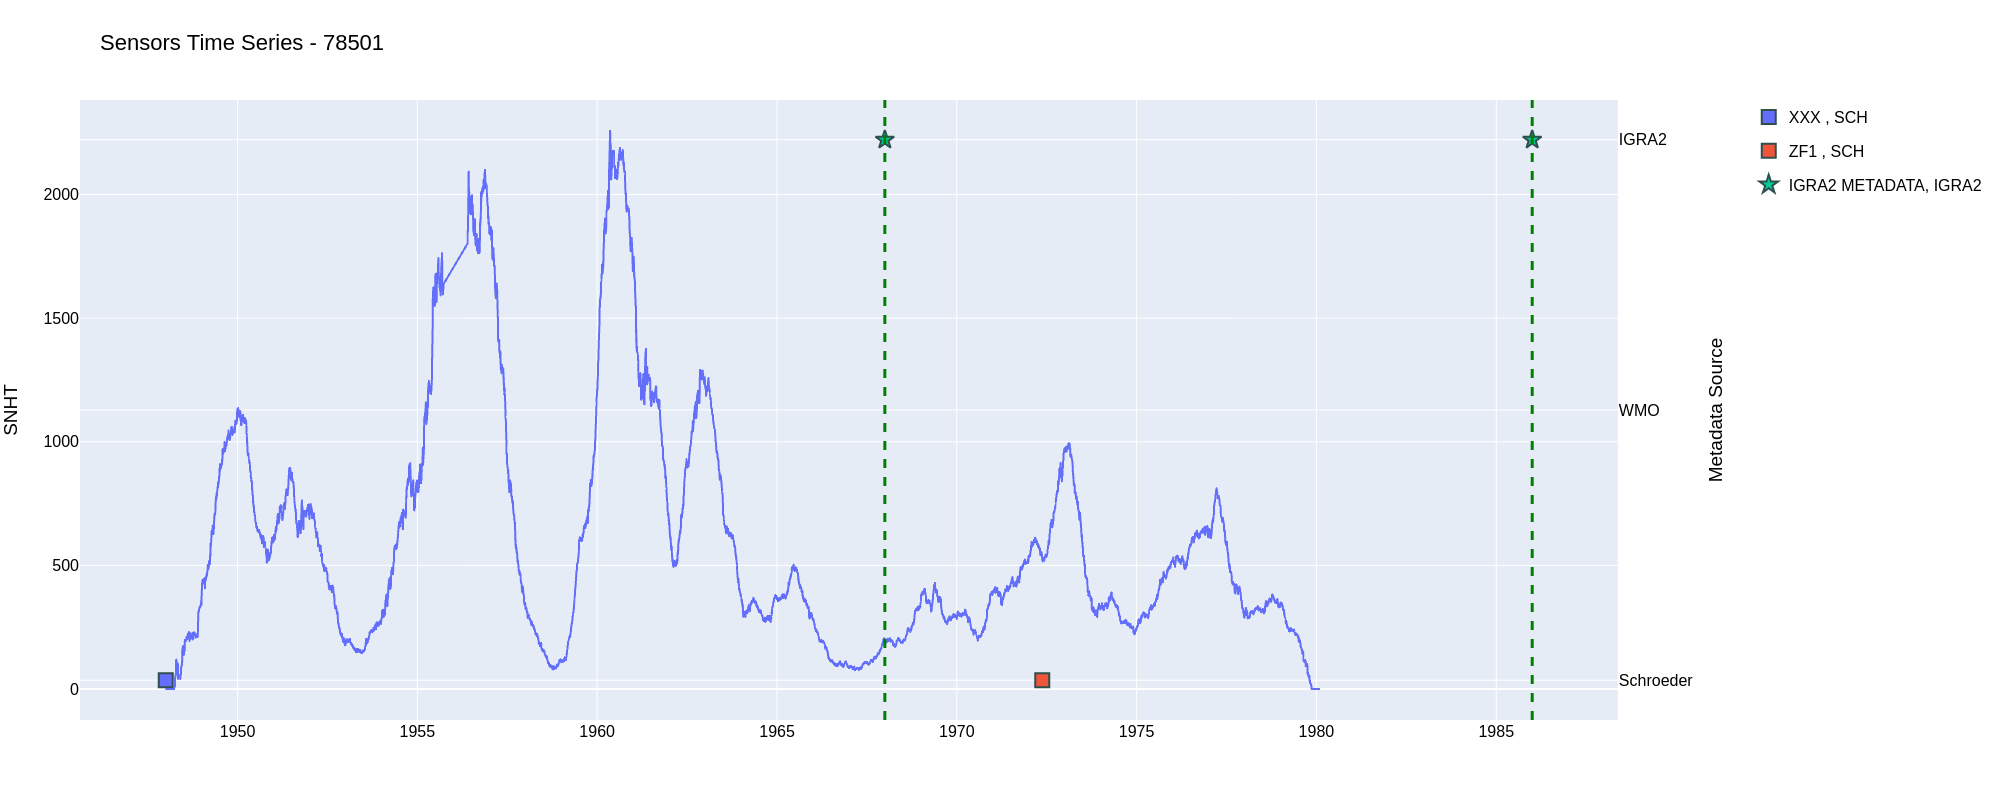 Sensors Time Series - 78501
XXX , SCH
ZF1 , SCH
IGRA2 METADATA, IGRA2
SNHT
2000
1500
1000
500
0
IGRA2
WMO
Schroeder
Metadata Source
1950
1955
1960
1965
1970
1975
1980
1985